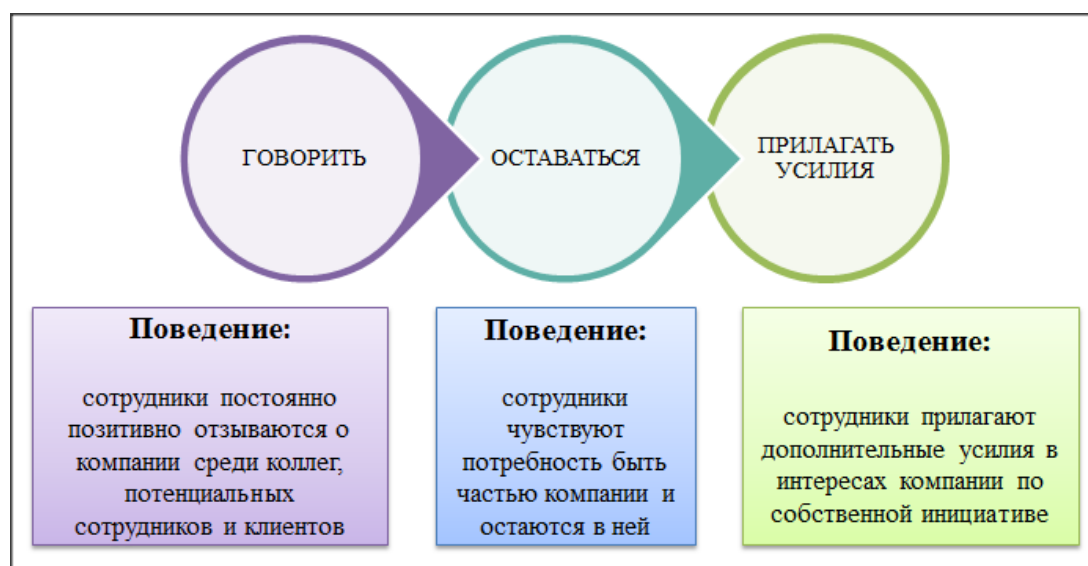 ГОВОРИТЬ
ОСТАВАТЬСЯ
ПРИЛАГАТЬ
УСИЛИЯ
Поведение:
сотрудники постоянно
позитивно отзываются о
компании среди коллег,
потенциальных
сотрудников и клиентов
Поведение:
сотрудники
чувствуют
потребность быть
частью компании и
остаются в ней
Поведение:
сотрудники прилагают
дополнительные усилия в
интересах компании по
собственной инициативе